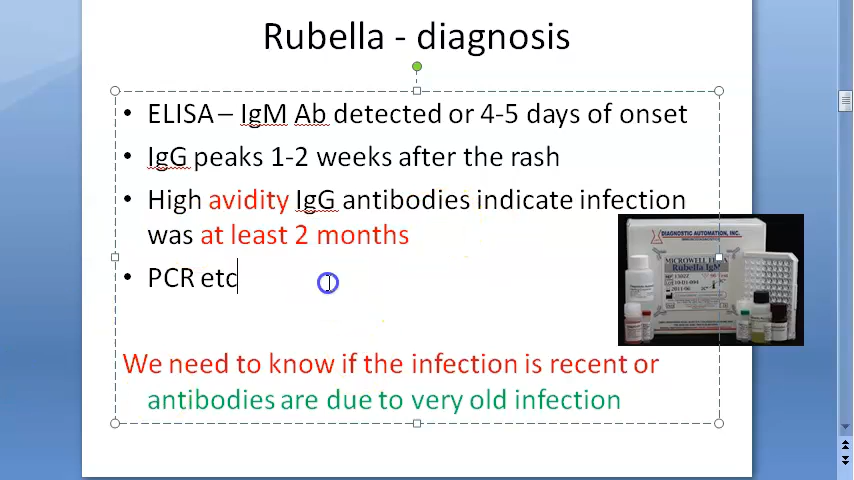 Rubella - diagnosis
• ELISA – IgM Ab detected or 4-5 days of onset
• IgG peaks 1-2 weeks after the rash
• High avidity IgG antibodies indicate infection
was at least 2 months
• PCR etc
We need to know if the infection is recent or
antibodies are due to very old infection
DIAGNOSTIC AUTOMATION, INC.
MICROWELL ELISA
Rubella IgM